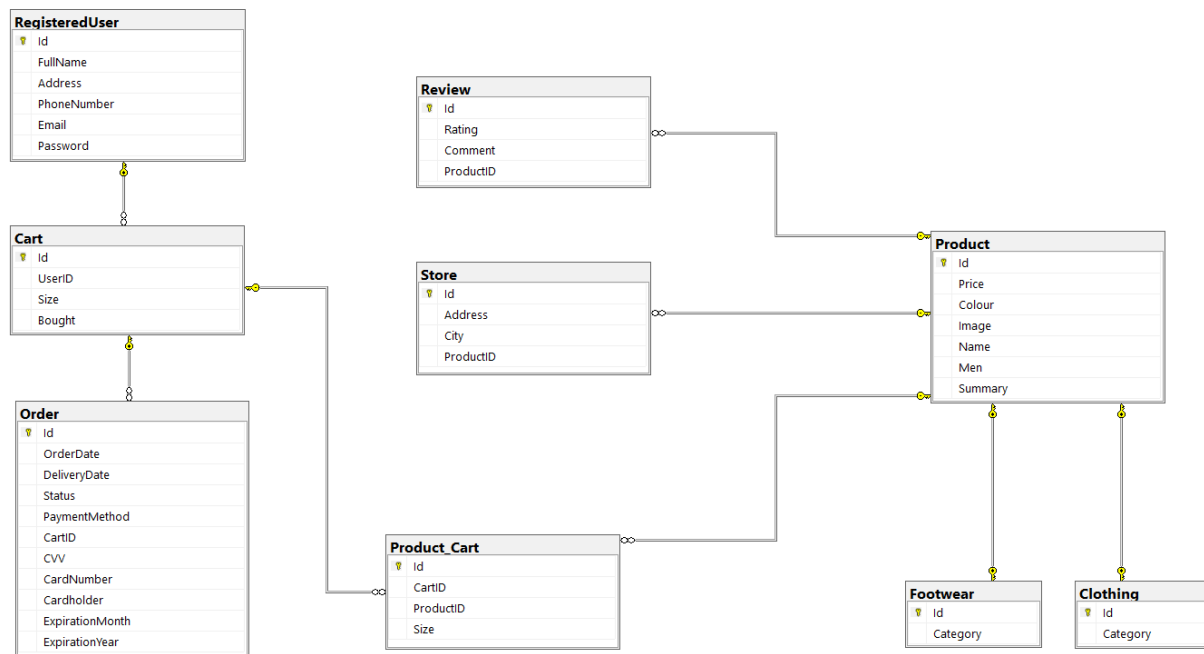 RegisteredUser
Id
FullName
Address
PhoneNumber
Email
Password
Cart
Id
UserID
Size
Bought
Order
Id
OrderDate
DeliveryDate
Status
PaymentMethod
CartID
CVV
CardNumber
Cardholder
ExpirationMonth
ExpirationYear
Review
Id
Rating
Comment
ProductID
Store
Id
Address
City
ProductID
Product_Cart
Id
CartID
ProductID
Size
Product
Id
Price
Colour
Image
Name
Men
Summary
Footwear
Id
Category
Clothing
Id
Category